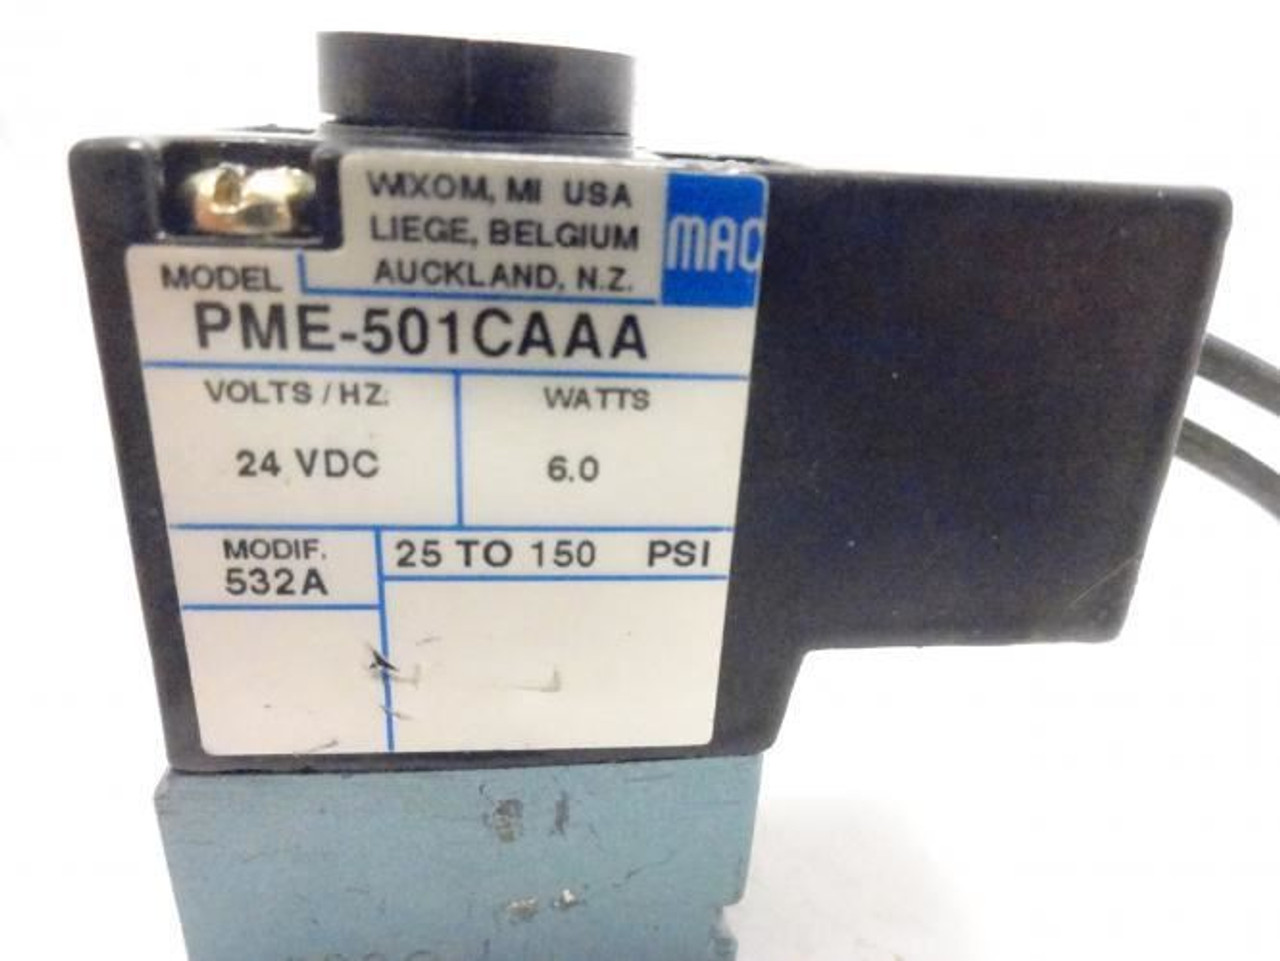 WIXOM, MI USA
LIEGE, BELGIUM
AUCKLAND, N.Z.
MAC
MODEL
PME-501CAAA
VOLTS / HZ.
WATTS
24 VDC
6.0
MODIF.
532A
25 TO 150 PSI